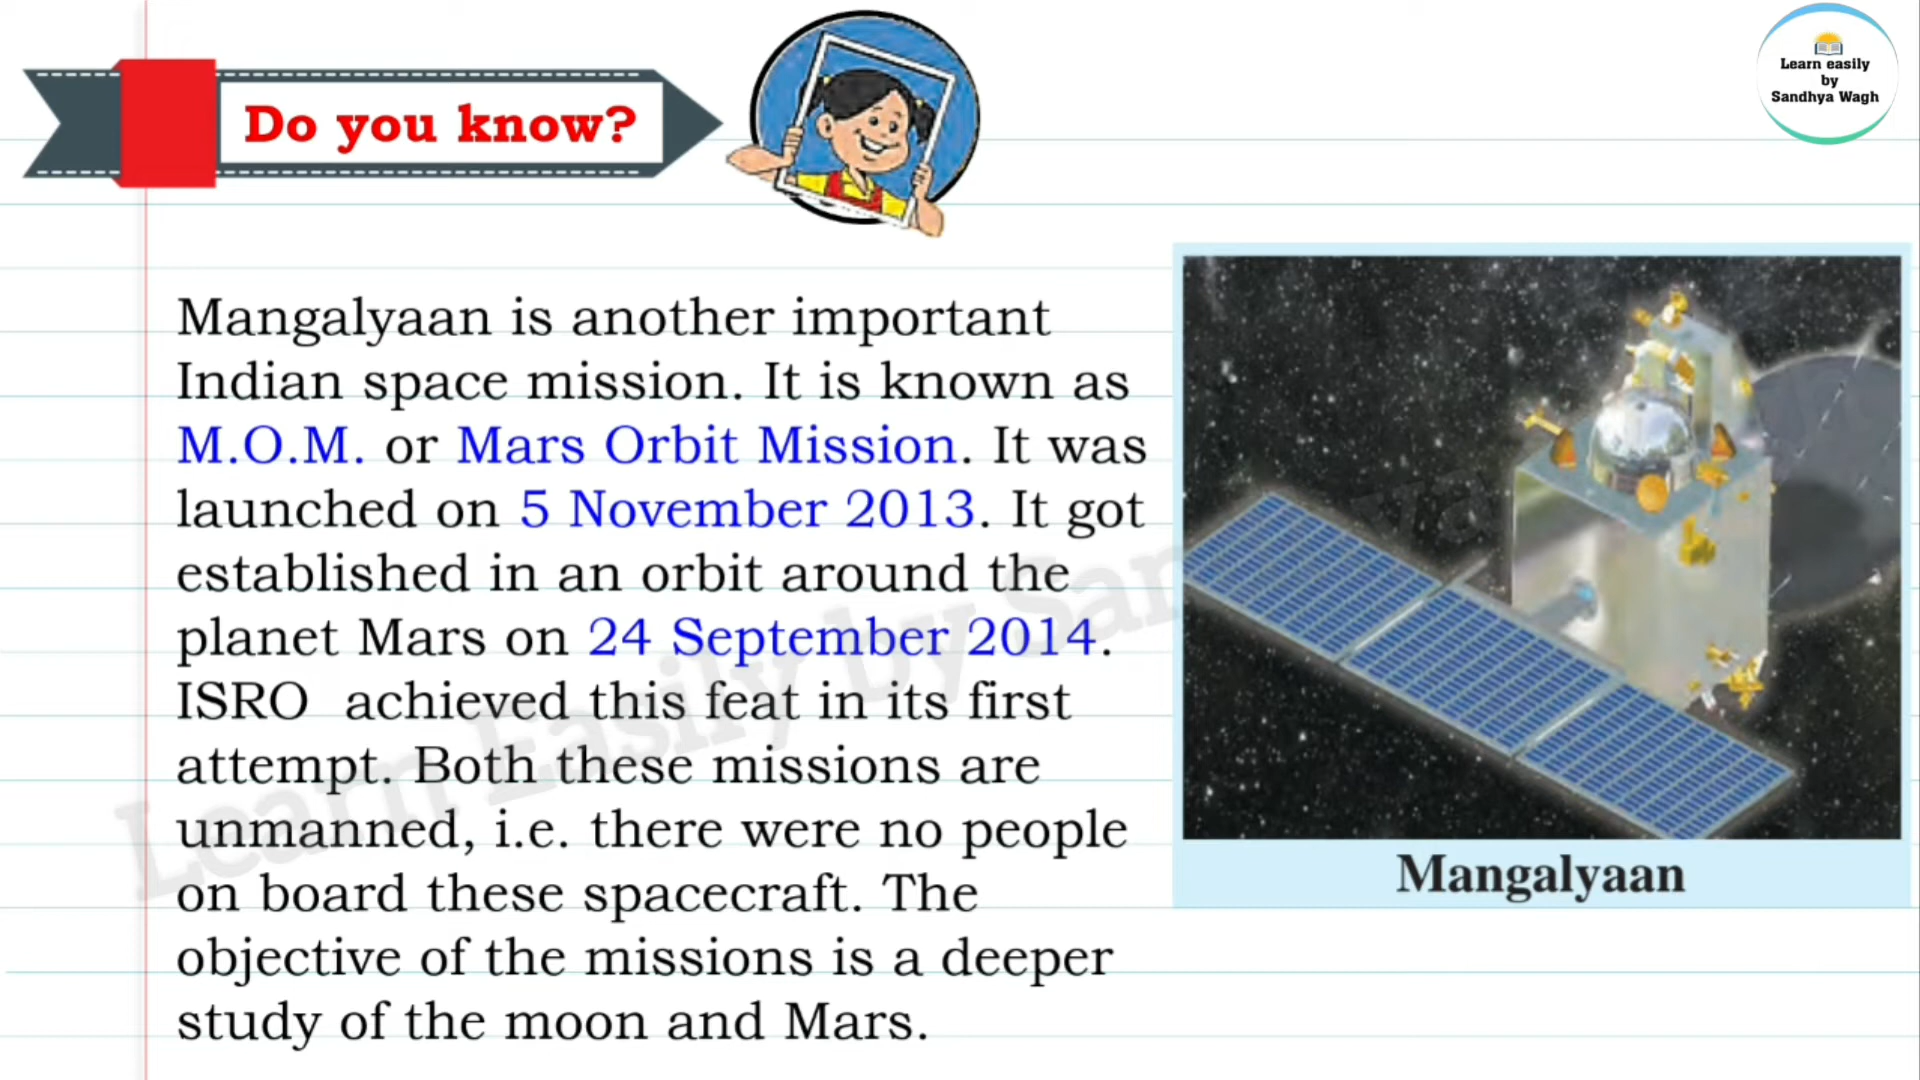 Do you know?
Learn easily
by
Sandhya Wagh
Mangalyaan is another important
Indian space mission. It is known as
M.O.M. or Mars Orbit Mission. It was
launched on 5 November 2013. It got
established in an orbit around the
planet Mars on 24 September 2014.
ISRO achieved this feat in its first
attempt. Both these missions are
unmanned, i.e. there were no people
on board these spacecraft. The
objective of the missions is a deeper
study of the moon and Mars.
Mangalyaan
Learn Easily by San